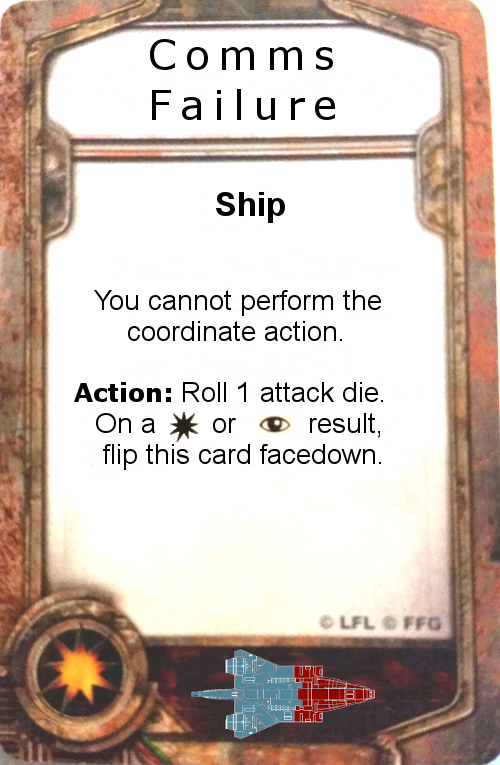 Comms
Failure
Ship
You cannot perform the
coordinate action.
Action: Roll 1 attack die.
On a or result,
flip this card facedown.
© LFL © FFG